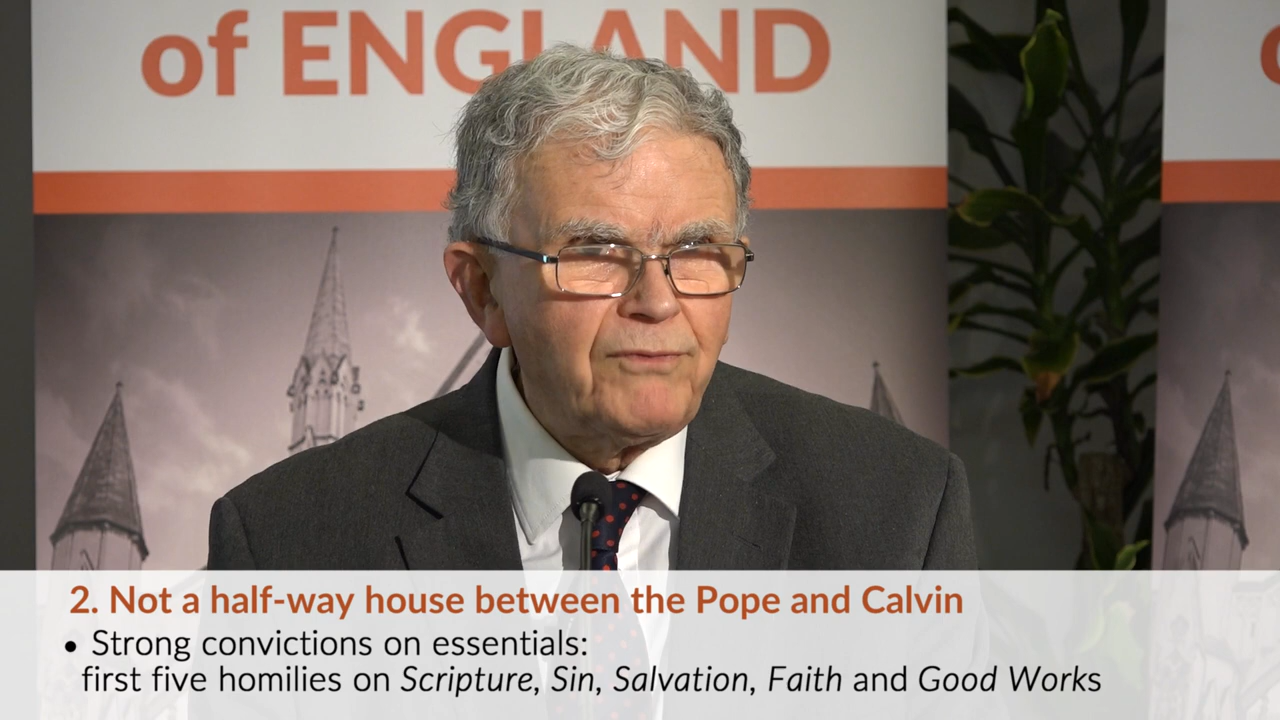 of ENGLAND
2. Not a half-way house between the Pope and Calvin
• Strong convictions on essentials:
first five homilies on Scripture, Sin, Salvation, Faith and Good Works